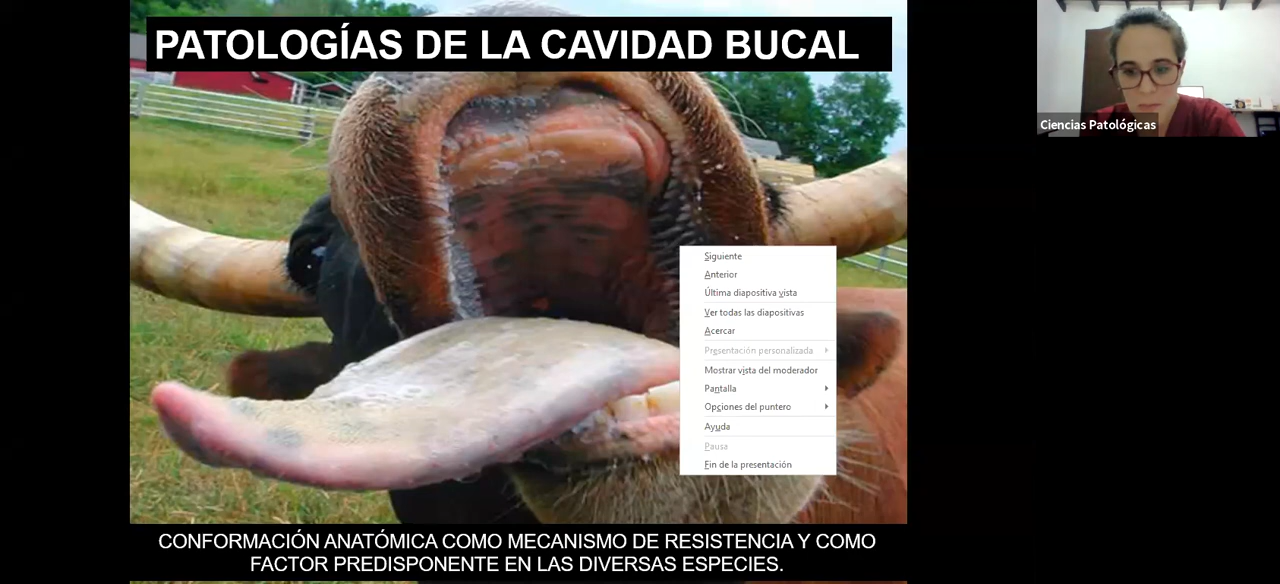 PATOLOGÍAS DE LA CAVIDAD BUCAL
Ciencias Patológicas
Siguiente
Anterior
Última diapositiva vista
Ver todas las diapositivas
Acercar
Presentación personalizada
Mostrar vista del moderador
Pantalla
Opciones del puntero
Ayuda
Pausa
Fin de la presentación
CONFORMACIÓN ANATÓMICA COMO MECANISMO DE RESISTENCIA Y COMO
FACTOR PREDISPONENTE EN LAS DIVERSAS ESPECIES.